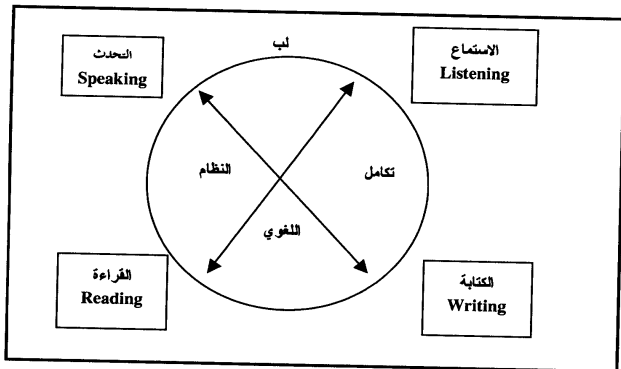 لب
الاستماع
Listening
التحدث
Speaking
تكامل
النظام
اللغوي
الكتابة
Writing
القراءة
Reading